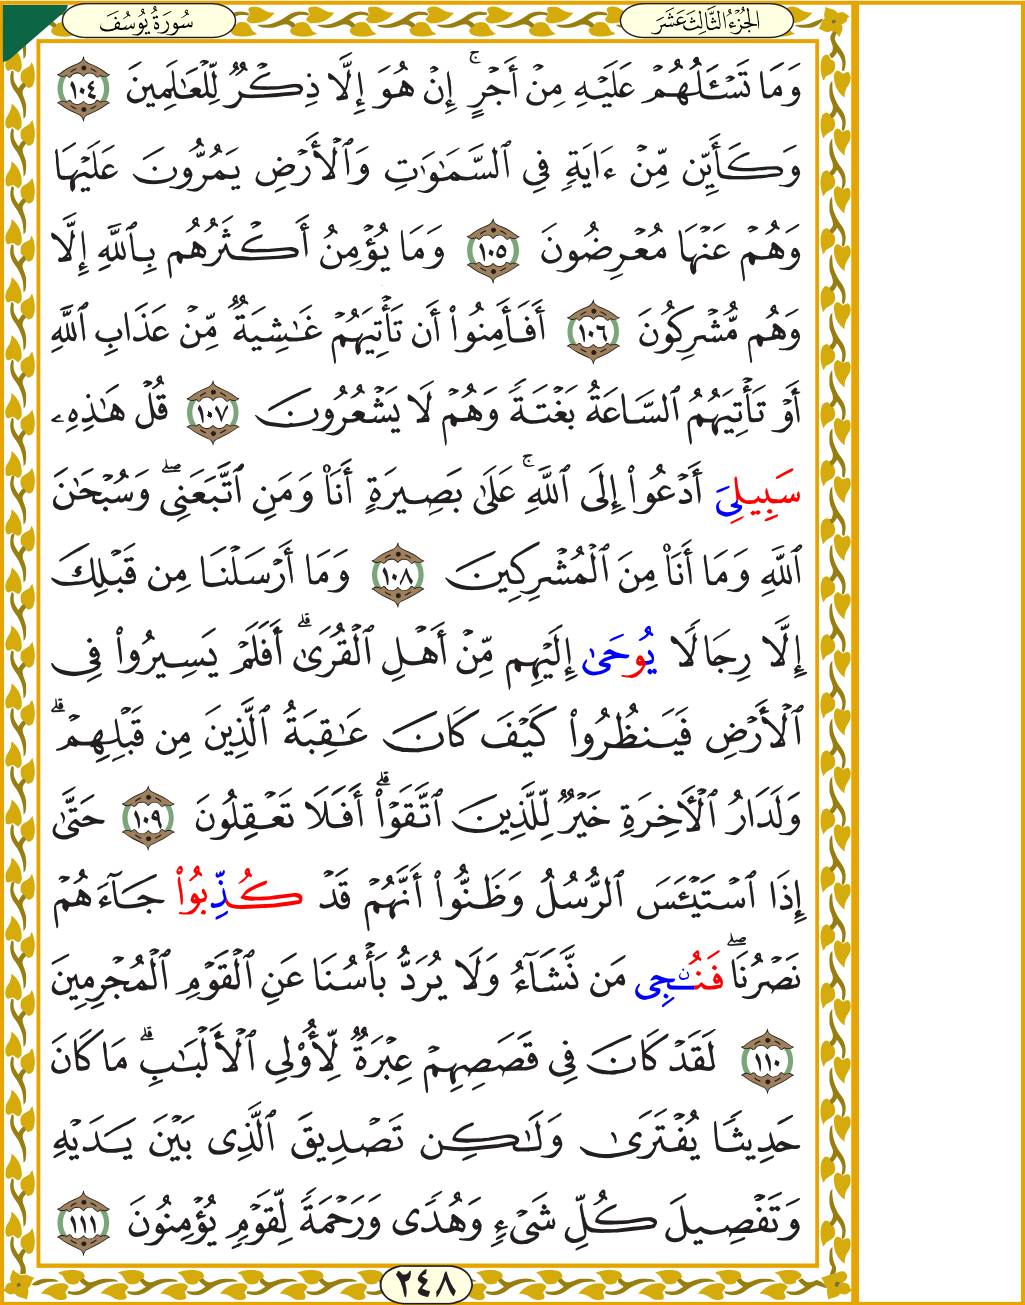 سُورَةُ يُوسُفَ
الجُزْءُ الثَّالِثَ عَشَرَ
وَمَا تَسْـَٔلُهُمْ عَلَيْهِ مِنْ أَجْرٍ ۚ إِنْ هُوَ إِلَّا ذِكْرٌ لِّلْعَـٰلَمِينَ ١٠٤
وَكَأَيِّن مِّنْ ءَايَةٍ فِى ٱلسَّمَـٰوَٰتِ وَٱلْأَرْضِ يَمُرُّونَ عَلَيْهَا
وَهُمْ عَنْهَا مُعْرِضُونَ ١٠٥ وَمَا يُؤْمِنُ أَكْثَرُهُم بِٱللَّهِ إِلَّا
وَهُم مُّشْرِكُونَ ١٠٦ أَفَأَمِنُوٓا۟ أَن تَأْتِيَهُمْ غَـٰشِيَةٌ مِّنْ عَذَابِ ٱللَّهِ
أَوْ تَأْتِيَهُمُ ٱلسَّاعَةُ بَغْتَةً وَهُمْ لَا يَشْعُرُونَ ١٠٧ قُلْ هَـٰذِهِۦ
سَبِيلِىَ أَدْعُوا۟ إِلَى ٱللَّهِ ۚ عَلَىٰ بَصِيرَةٍ أَنَا۠ وَمَنِ ٱتَّبَعَنِى ۖ وَسُبْحَـٰنَ
ٱللَّهِ وَمَا أَنَا۠ مِنَ ٱلْمُشْرِكِينَ ١٠٨ وَمَا أَرْسَلْنَا مِن قَبْلِكَ
إِلَّا رِجَالًا يُوحَىٰ إِلَيْهِم مِّنْ أَهْلِ ٱلْقُرَىٰ ۗ أَفَلَمْ يَسِيرُوا۟ فِى
ٱلْأَرْضِ فَيَنظُرُوا۟ كَيْفَ كَانَ عَـٰقِبَةُ ٱلَّذِينَ مِن قَبْلِهِمْ ۗ
وَلَدَارُ ٱلْـَٔاخِرَةِ خَيْرٌ لِّلَّذِينَ ٱتَّقَوْا۟ ۗ أَفَلَا تَعْقِلُونَ ١٠٩ حَتَّىٰ
إِذَا ٱسْتَيْـَٔسَ ٱلرُّسُلُ وَظَنُّوا۟ أَنَّهُمْ قَدْ كُذِّبُوا۟ جَآءَهُمْ
نَصْرُنَا ۖ فَنُـۨجِى مَن نَّشَآءُ وَلَا يُرَدُّ بَأْسُنَا عَنِ ٱلْقَوْمِ ٱلْمُجْرِمِينَ
١١٠ لَقَدْ كَانَ فِى قَصَصِهِمْ عِبْرَةٌ لِّأُو۟لِى ٱلْأَلْبَـٰبِ ۗ مَا كَانَ
حَدِيثًا يُفْتَرَىٰ وَلَـٰكِن تَصْدِيقَ ٱلَّذِى بَيْنَ يَدَيْهِ
وَتَفْصِيلَ كُلِّ شَىْءٍ وَهُدًى وَرَحْمَةً لِّقَوْمٍ يُؤْمِنُونَ ١١١
٢٤٨